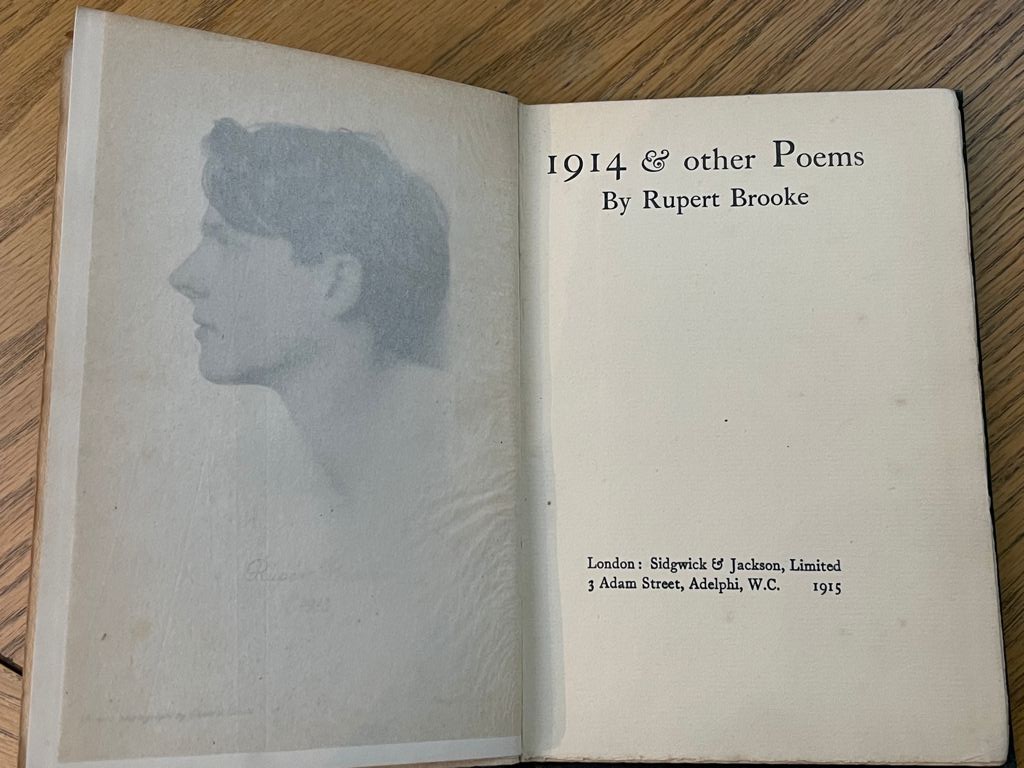 1914 & other Poems
By Rupert Brooke
London: Sidgwick & Jackson, Limited
3 Adam Street, Adelphi, W.C. 1915